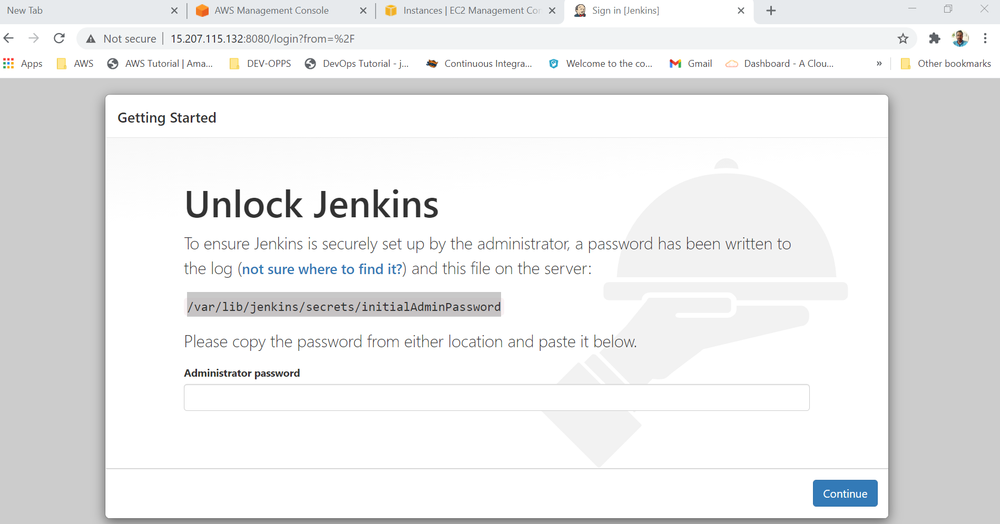 New Tab
AWS Management Console
Instances | EC2 Management Con
Sign in [Jenkins]
Not secure
15.207.115.132:8080/login?from=%2F
Apps
AWS
AWS Tutorial | Ama...
DEV-OPPS
DevOps Tutorial - j...
Continuous Integra...
Welcome to the co...
Gmail
Dashboard - A Clou...
»
Other bookmarks
Getting Started
Unlock Jenkins
To ensure Jenkins is securely set up by the administrator, a password has been written to
the log (not sure where to find it?) and this file on the server:
/var/lib/jenkins/secrets/initialAdminPassword
Please copy the password from either location and paste it below.
Administrator password
Continue